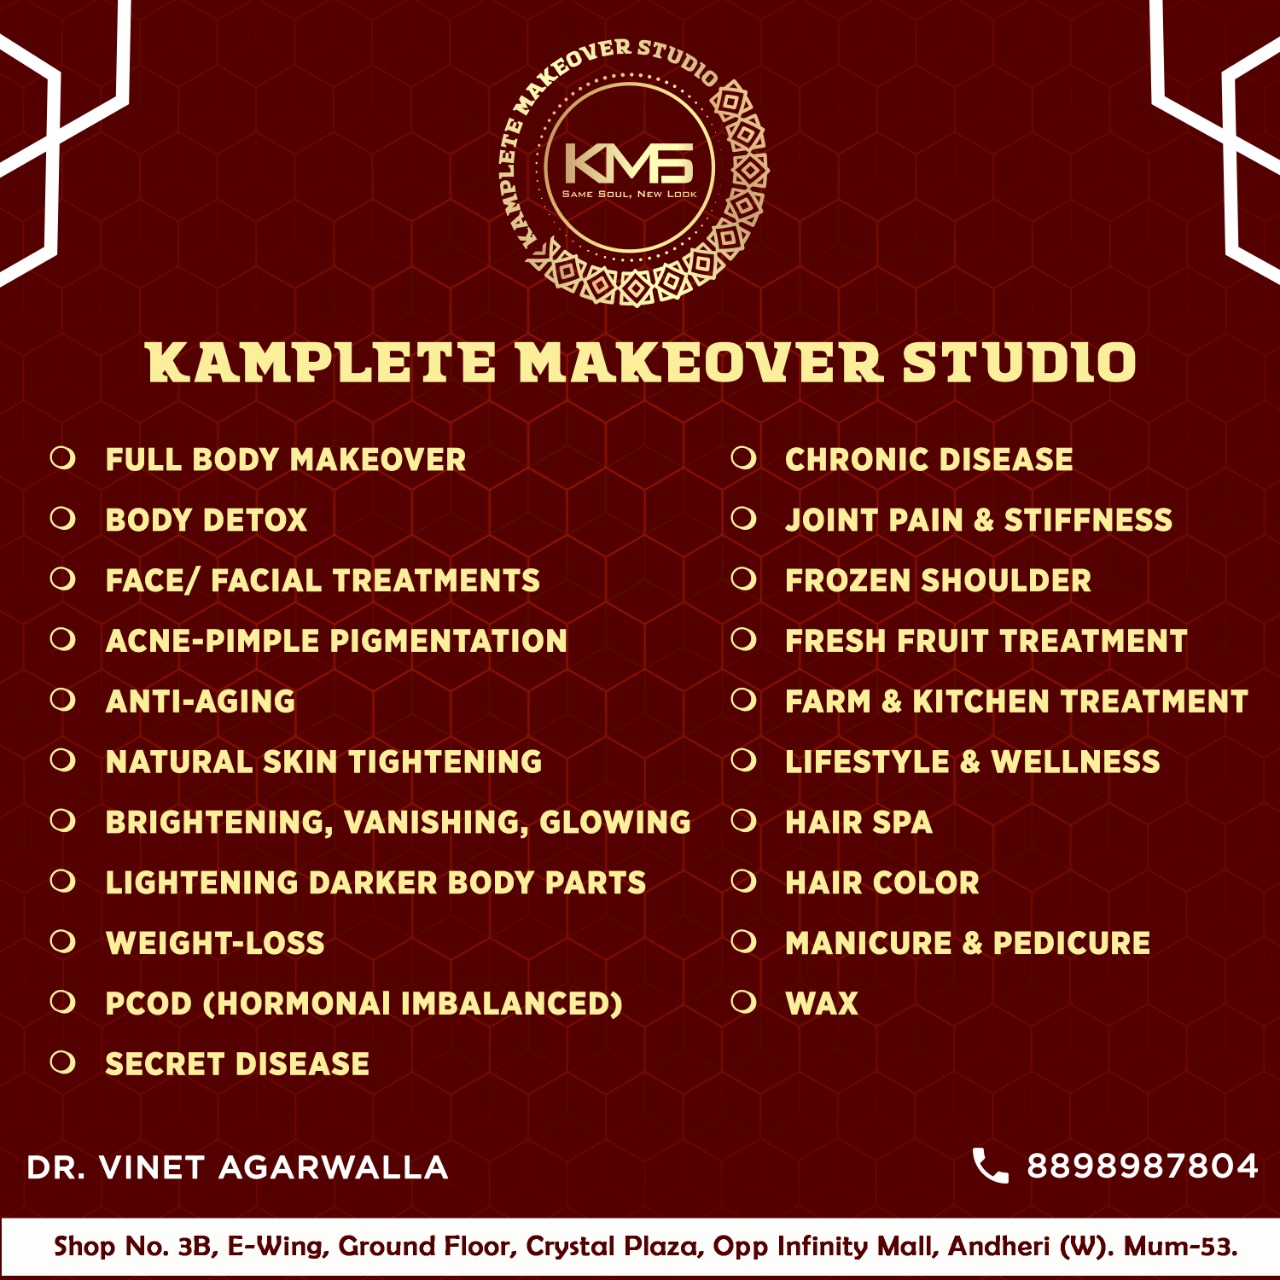 KAMPLETE MAKEOVER STUDIO
KMS
SAME SOUL, NEW LOOK
KAMPLETE MAKEOVER STUDIO
FULL BODY MAKEOVER
BODY DETOX
FACE/ FACIAL TREATMENTS
ACNE-PIMPLE PIGMENTATION
ANTI-AGING
NATURAL SKIN TIGHTENING
BRIGHTENING, VANISHING, GLOWING
LIGHTENING DARKER BODY PARTS
WEIGHT-LOSS
PCOD (HORMONAl IMBALANCED)
SECRET DISEASE
CHRONIC DISEASE
JOINT PAIN & STIFFNESS
FROZEN SHOULDER
FRESH FRUIT TREATMENT
FARM & KITCHEN TREATMENT
LIFESTYLE & WELLNESS
HAIR SPA
HAIR COLOR
MANICURE & PEDICURE
WAX
DR. VINET AGARWALLA
8898987804
Shop No. 3B, E-Wing, Ground Floor, Crystal Plaza, Opp Infinity Mall, Andheri (W). Mum-53.